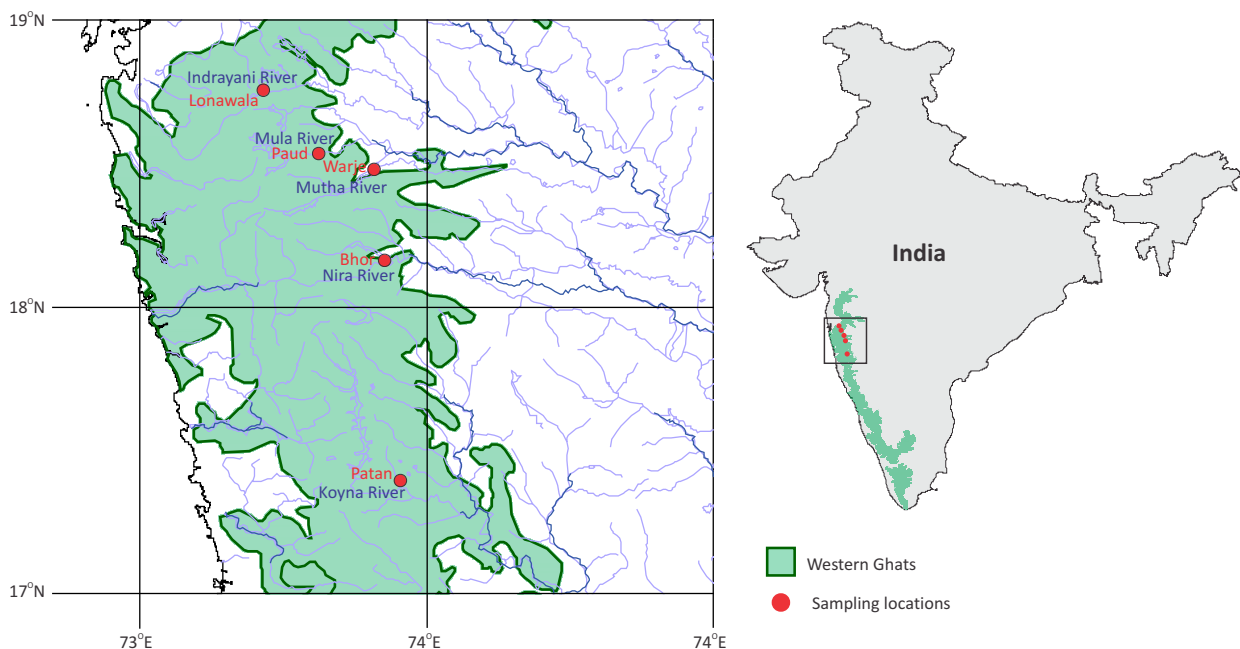 19°N
Indrayani River
Lonawala
Mula River
Paud
Warje
Mutha River
Bhor
Nira River
18°N
Patan
Koyna River
17°N
73°E
74°E
74°E
India
Western Ghats
Sampling locations